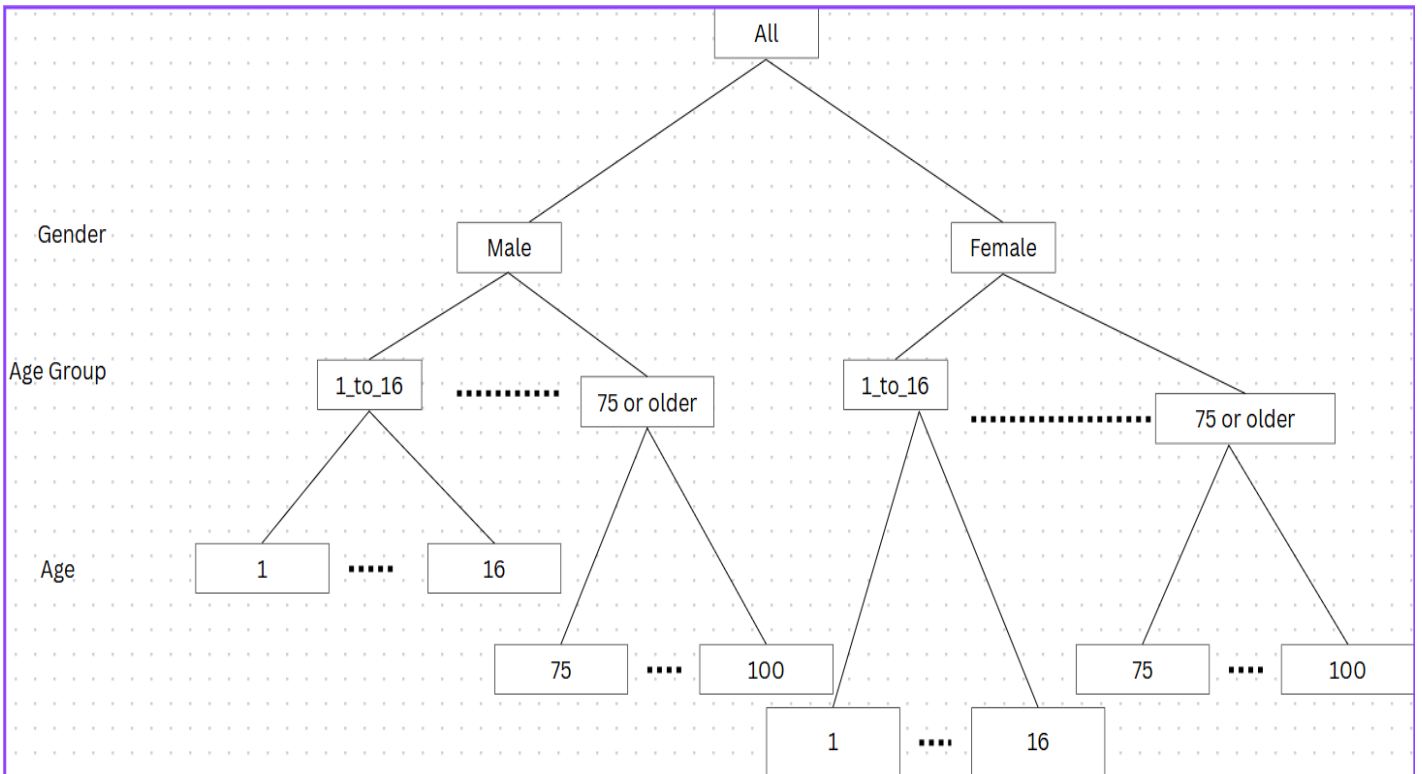 All
Gender
Male
Female
Age Group
1_to_16
75 or older
1_to_16
75 or older
Age
1
16
75
100
75
100
1
16